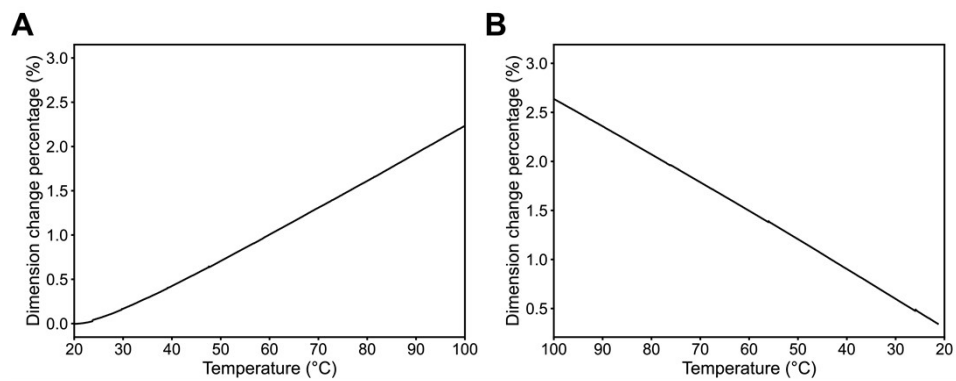 A
Dimension change percentage (%)
3.0
2.5
2.0
1.5
1.0
0.5
0.0
20 30 40 50 60 70 80 90 100
Temperature (°C)
B
Dimension change percentage (%)
3.0
2.5
2.0
1.5
1.0
0.5
100 90 80 70 60 50 40 30 20
Temperature (°C)